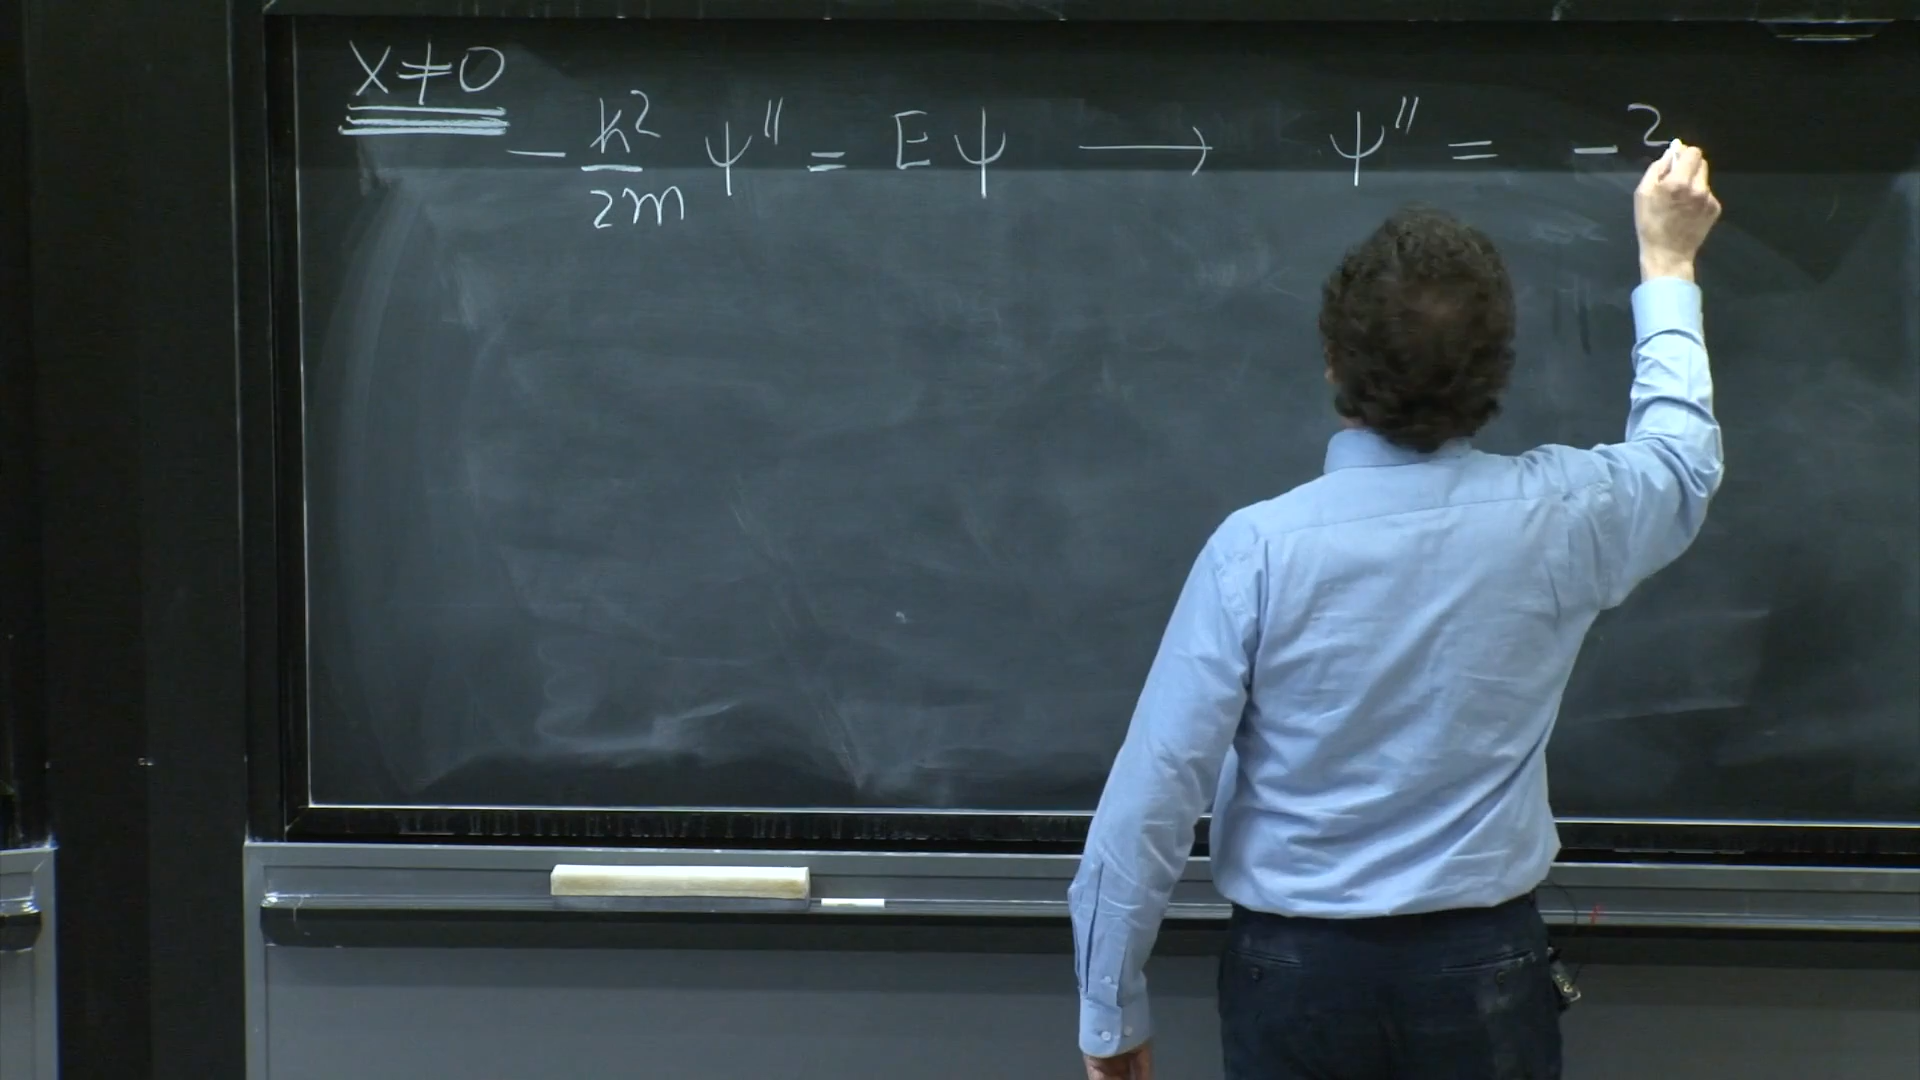 x≠0
-ħ²/2m ψ″ = Eψ ⟶ ψ″ = -2